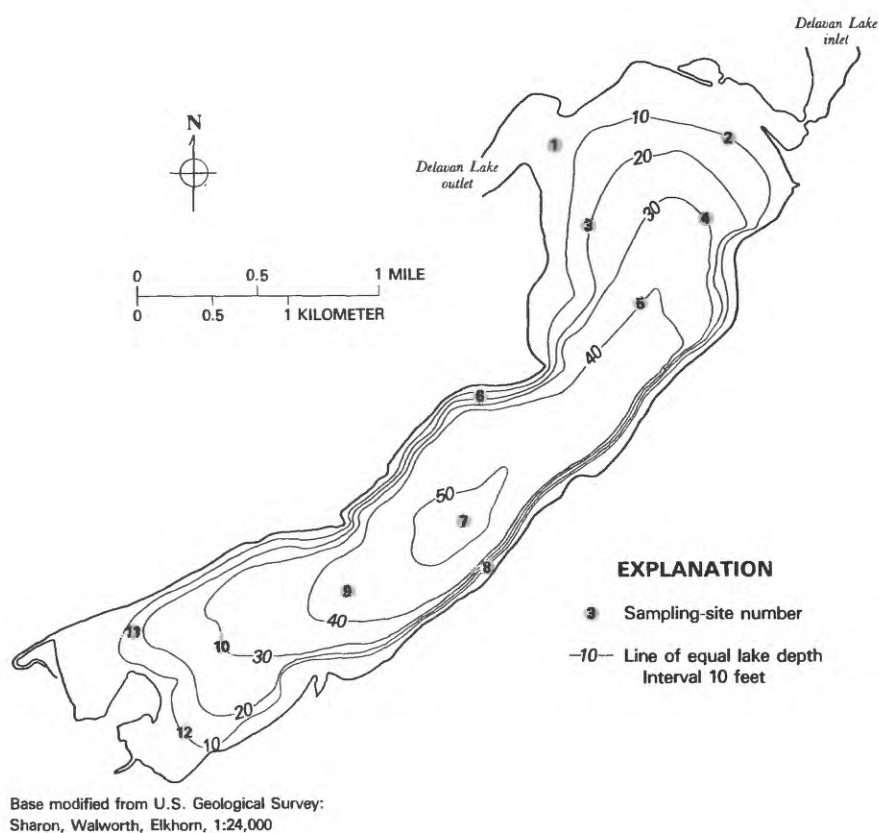 Delavan Lake
inlet
N
Delavan Lake
outlet
10
1
2
20
30
3
4
0 0.5 1 MILE
0 0.5 1 KILOMETER
5
40
6
50
7
8
9
40
11
10
30
20
12
10
EXPLANATION
3 Sampling-site number
-10- Line of equal lake depth
Interval 10 feet
Base modified from U.S. Geological Survey:
Sharon, Walworth, Elkhorn, 1:24,000